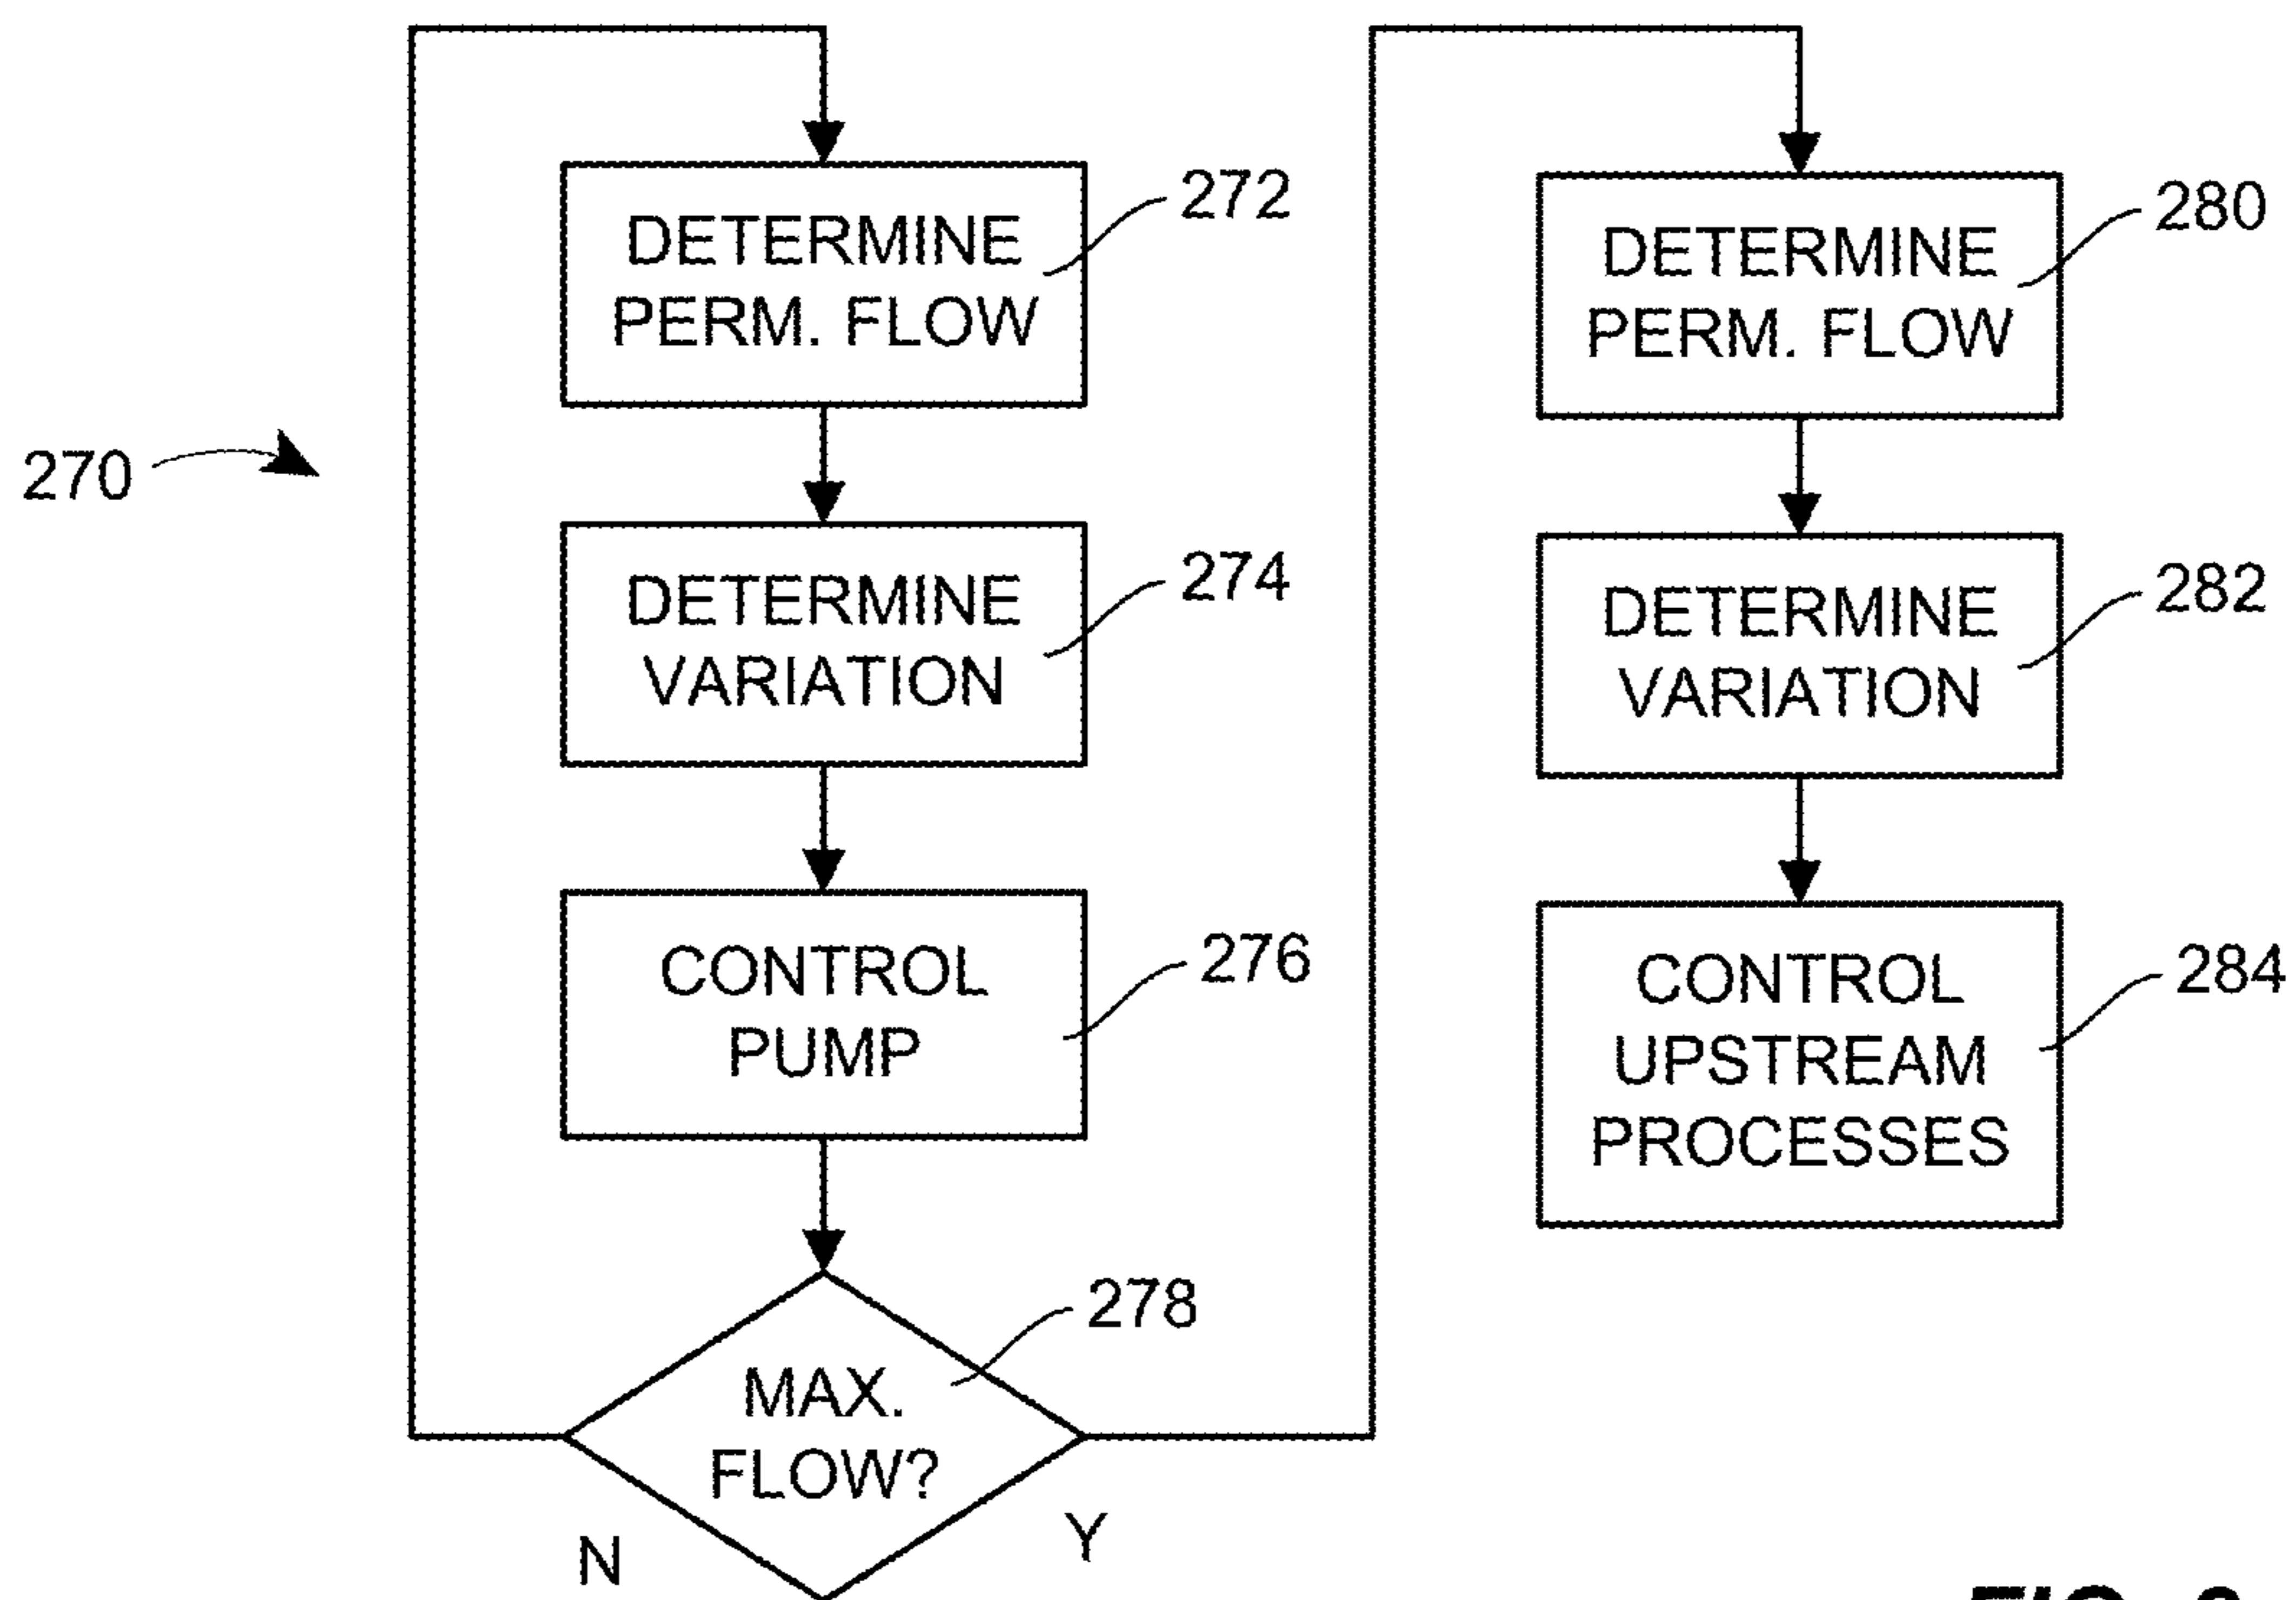 270
DETERMINE
PERM. FLOW
272
DETERMINE
VARIATION
274
CONTROL
PUMP
276
MAX.
FLOW?
278
N
Y
DETERMINE
PERM. FLOW
280
DETERMINE
VARIATION
282
CONTROL
UPSTREAM
PROCESSES
284